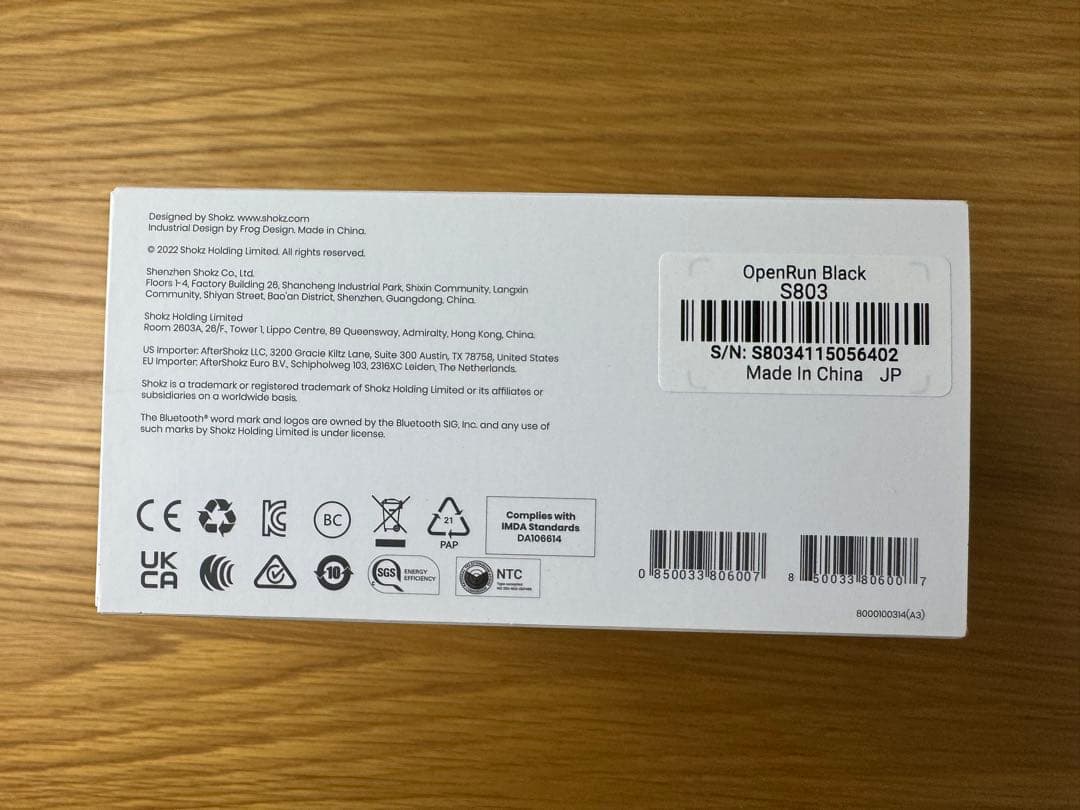 Designed by Shokz. www.shokz.com
Industrial Design by Frog Design. Made in China.
© 2022 Shokz Holding Limited. All rights reserved.
Shenzhen Shokz Co., Ltd.
Floors 1-4, Factory Building 26, Shancheng Industrial Park, Shixin Community, Langxin
Community, Shiyan Street, Bao'an District, Shenzhen, Guangdong, China.
Shokz Holding Limited
Room 2603A, 26/F., Tower 1, Lippo Centre, 89 Queensway, Admiralty, Hong Kong, China.
US Importer: AfterShokz LLC, 3200 Gracie Kiltz Lane, Suite 300 Austin, TX 78758, United States
EU Importer: AfterShokz Euro B.V., Schipholweg 103, 2316XC Leiden, The Netherlands.
Shokz is a trademark or registered trademark of Shokz Holding Limited or its affiliates or
subsidiaries on a worldwide basis.
The Bluetooth® word mark and logos are owned by the Bluetooth SIG, Inc. and any use of
such marks by Shokz Holding Limited is under license.
OpenRun Black
S803
S/N: S8034115056402
Made In China JP
CE
BC
21
PAP
Complies with
IMDA Standards
DA106614
UK
CA
10
SGS ENERGY
EFFICIENCY
NTC
0 850033 806007
8 50033 80600 7
8000100314(A3)